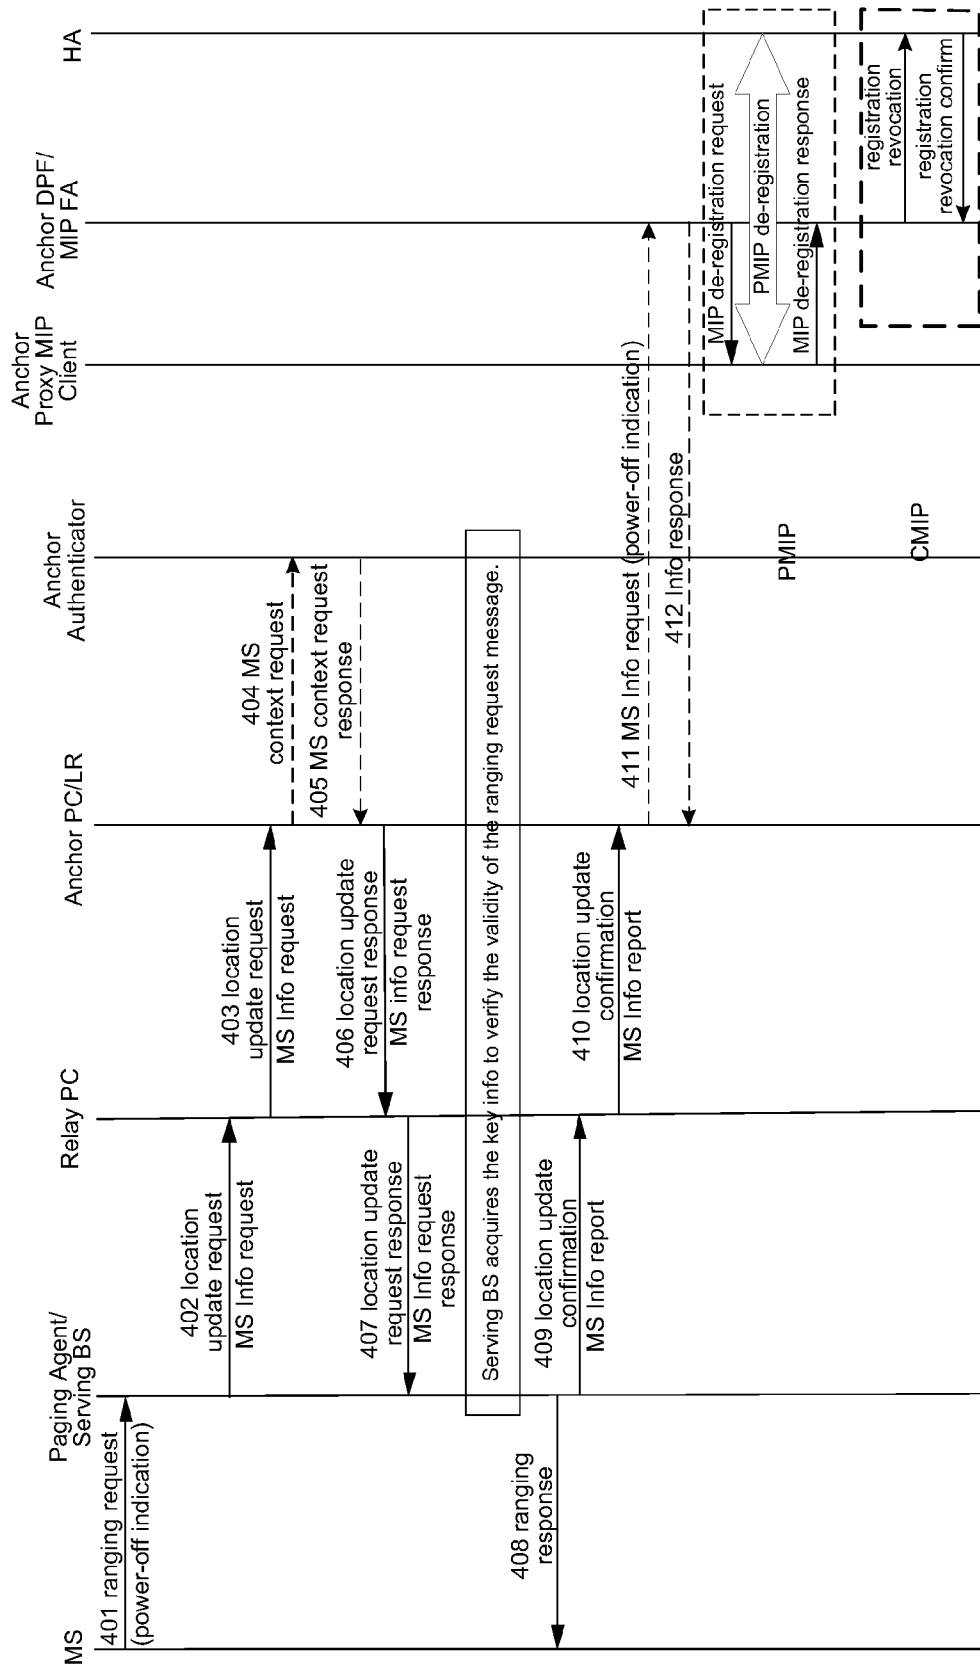 MS
Paging Agent/
Serving BS
Relay PC
Anchor PC/LR
Anchor
Authenticator
Anchor
Proxy MIP
Client
Anchor DPF/
MIP FA
HA
401 ranging request
(power-off indication)
402 location
update request
MS Info request
403 location
update request
MS Info request
404 MS
context request
405 MS context request
response
406 location update
request response
MS info request
response
407 location update
request response
MS Info request
response
Serving BS acquires the key info to verify the validity of the ranging request message.
408 ranging
response
409 location update
confirmation
MS Info report
410 location update
confirmation
MS Info report
411 MS Info request (power-off indication)
412 Info response
PMIP
MIP de-registration request
PMIP de-registration
MIP de-registration response
CMIP
registration
revocation
registration
revocation confirm